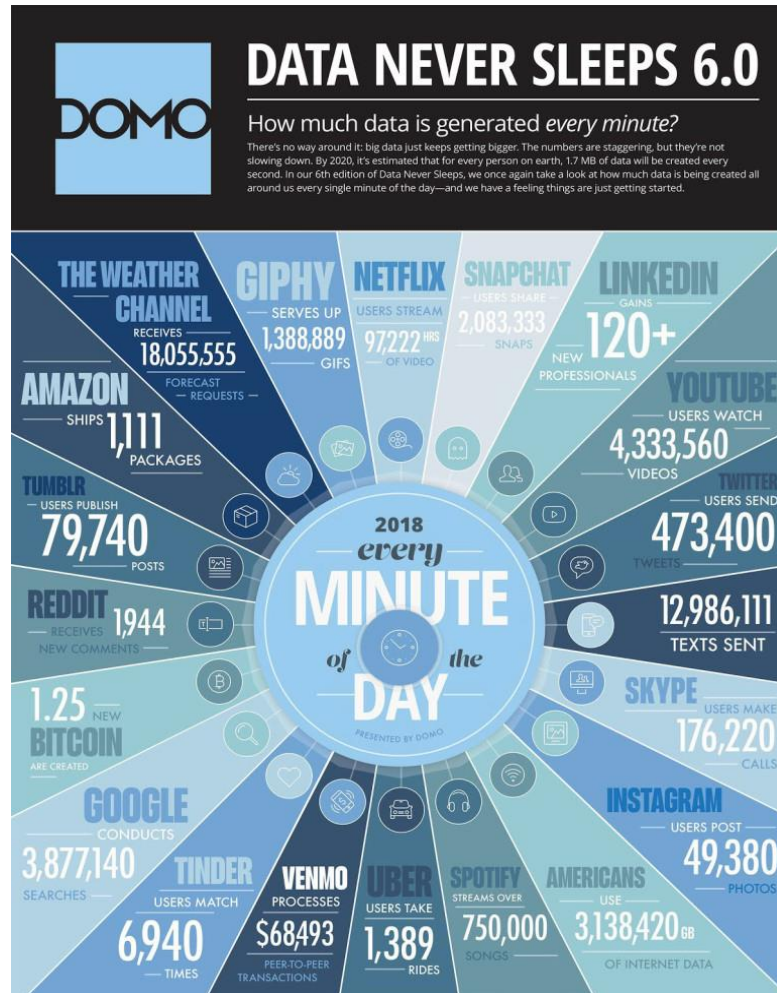 DOMO
DATA NEVER SLEEPS 6.0
How much data is generated every minute?
There's no way around it: big data just keeps getting bigger. The numbers are staggering, but they're not
slowing down. By 2020, it's estimated that for every person on earth, 1.7 MB of data will be created every
second. In our 6th edition of Data Never Sleeps, we once again take a look at how much data is being created all
around us every single minute of the day—and we have a feeling things are just getting started.
THE WEATHER
CHANNEL
RECEIVES
18,055,555
FORECAST
REQUESTS
GIPHY
SERVES UP
1,388,889
GIFS
NETFLIX
USERS STREAM
97,222 HRS
OF VIDEO
SNAPCHAT
USERS SHARE
2,083,333
SNAPS
LINKEDIN
GAINS
120+
NEW
PROFESSIONALS
YOUTUBE
USERS WATCH
4,333,560
VIDEOS
TWITTER
USERS SEND
473,400
TWEETS
12,986,111
TEXTS SENT
SKYPE
USERS MAKE
176,220
CALLS
INSTAGRAM
USERS POST
49,380
PHOTOS
AMERICANS
USE
3,138,420 GB
OF INTERNET DATA
SPOTIFY
STREAMS OVER
750,000
SONGS
UBER
USERS TAKE
1,389
RIDES
VENMO
PROCESSES
$68,493
PEER-TO-PEER
TRANSACTIONS
TINDER
USERS MATCH
6,940
TIMES
GOOGLE
CONDUCTS
3,877,140
SEARCHES
1.25 NEW
BITCOIN
ARE CREATED
REDDIT
RECEIVES 1,944
NEW COMMENTS
TUMBLR
USERS PUBLISH
79,740
POSTS
AMAZON
SHIPS 1,111
PACKAGES
2018
every
MINUTE
of the
DAY
PRESENTED BY DOMO